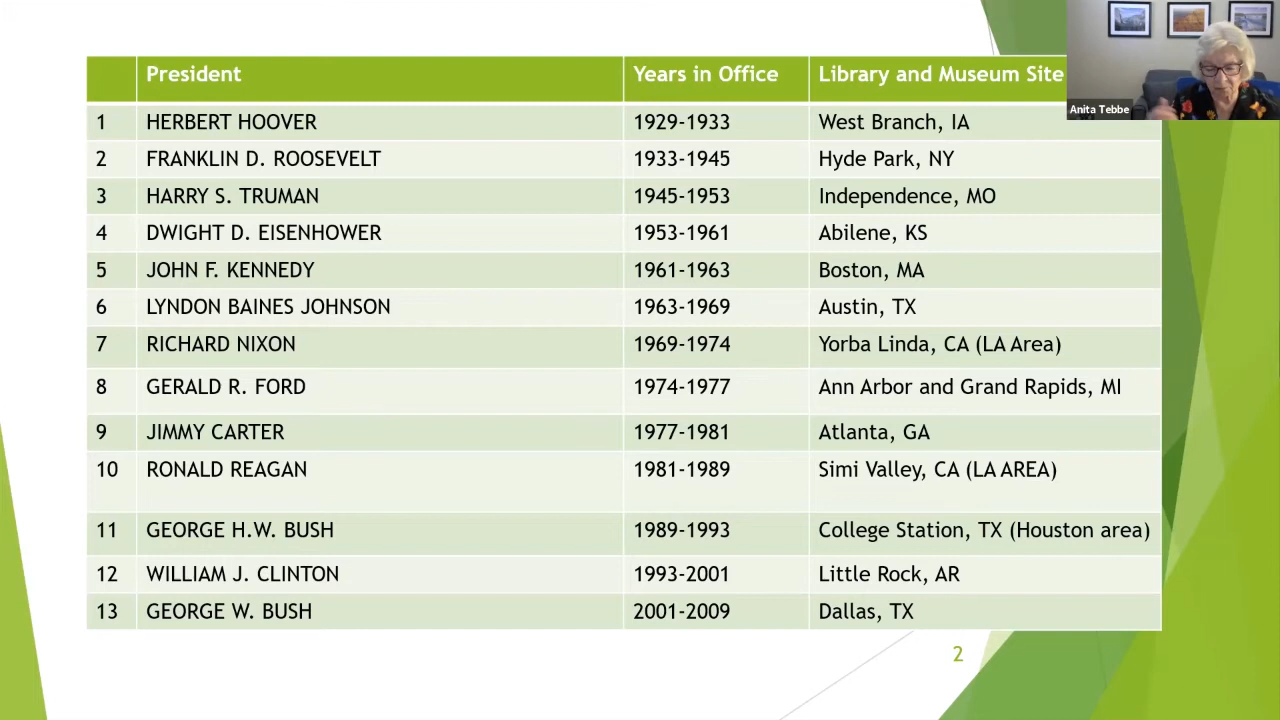 President Years in Office Library and Museum Site
Anita Tebbe
1 HERBERT HOOVER 1929-1933 West Branch, IA
2 FRANKLIN D. ROOSEVELT 1933-1945 Hyde Park, NY
3 HARRY S. TRUMAN 1945-1953 Independence, MO
4 DWIGHT D. EISENHOWER 1953-1961 Abilene, KS
5 JOHN F. KENNEDY 1961-1963 Boston, MA
6 LYNDON BAINES JOHNSON 1963-1969 Austin, TX
7 RICHARD NIXON 1969-1974 Yorba Linda, CA (LA Area)
8 GERALD R. FORD 1974-1977 Ann Arbor and Grand Rapids, MI
9 JIMMY CARTER 1977-1981 Atlanta, GA
10 RONALD REAGAN 1981-1989 Simi Valley, CA (LA AREA)
11 GEORGE H.W. BUSH 1989-1993 College Station, TX (Houston area)
12 WILLIAM J. CLINTON 1993-2001 Little Rock, AR
13 GEORGE W. BUSH 2001-2009 Dallas, TX
2